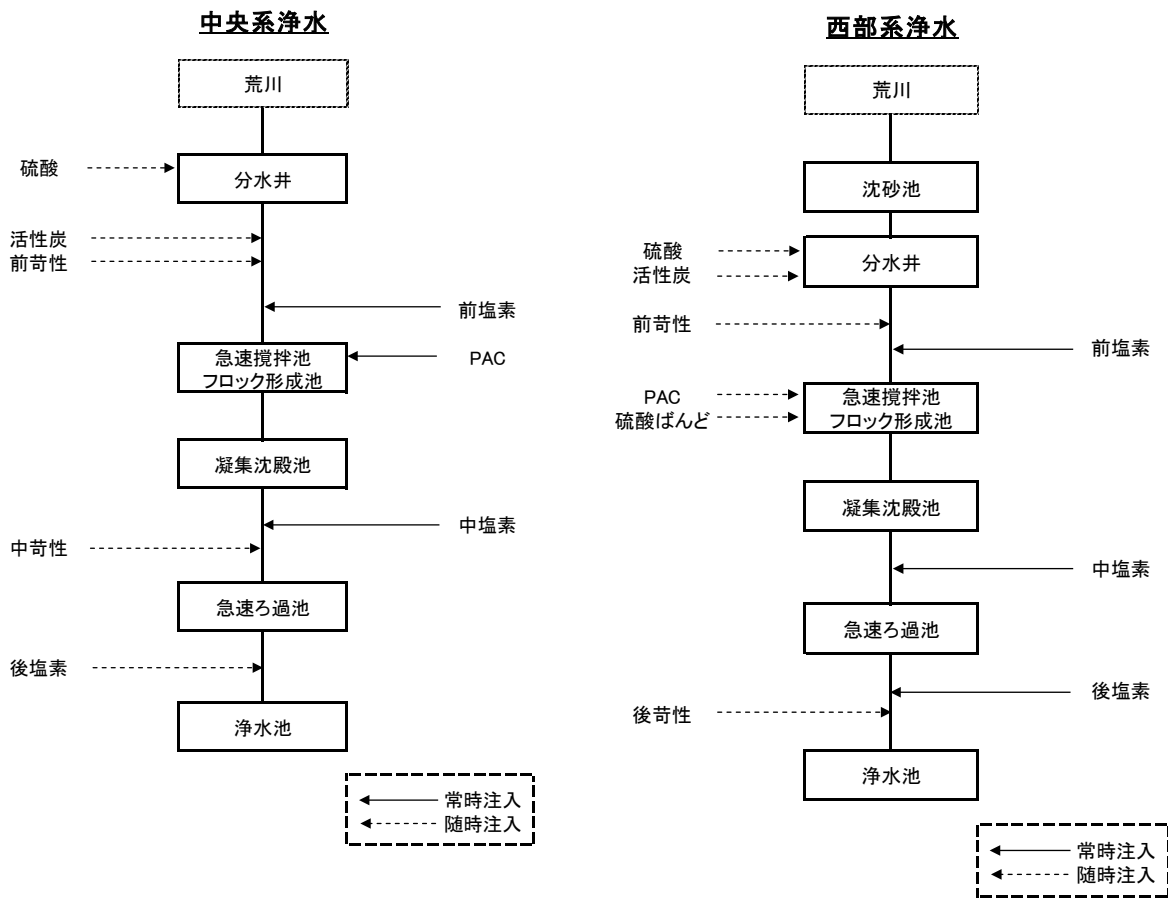 中央系浄水
荒川
硫酸
分水井
活性炭
前苛性
前塩素
急速攪拌池
フロック形成池
PAC
凝集沈殿池
中塩素
中苛性
急速ろ過池
後塩素
浄水池
常時注入
随時注入
西部系浄水
荒川
沈砂池
硫酸
活性炭
分水井
前苛性
前塩素
PAC
硫酸ばんど
急速攪拌池
フロック形成池
凝集沈殿池
中塩素
急速ろ過池
後塩素
後苛性
浄水池
常時注入
随時注入